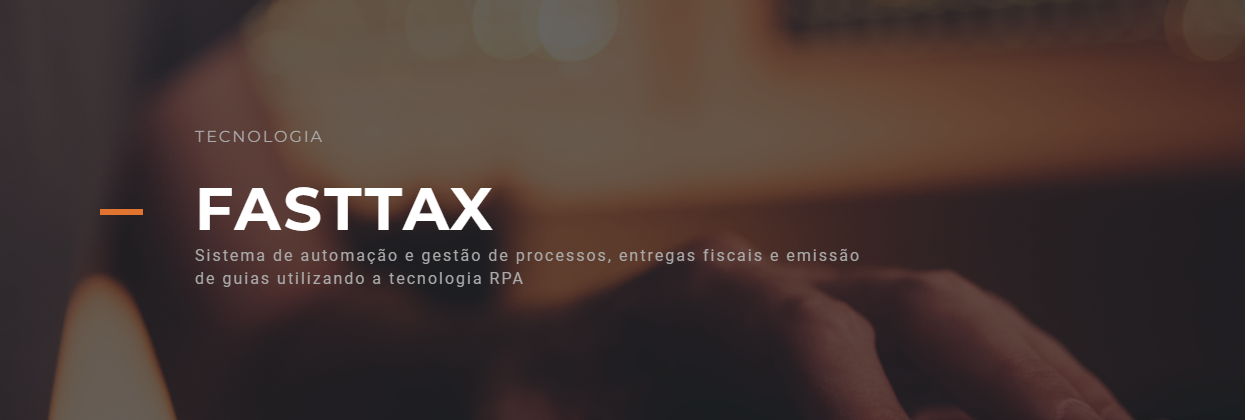 TECNOLOGIA
FASTTAX
Sistema de automação e gestão de processos, entregas fiscais e emissão
de guias utilizando a tecnologia RPA